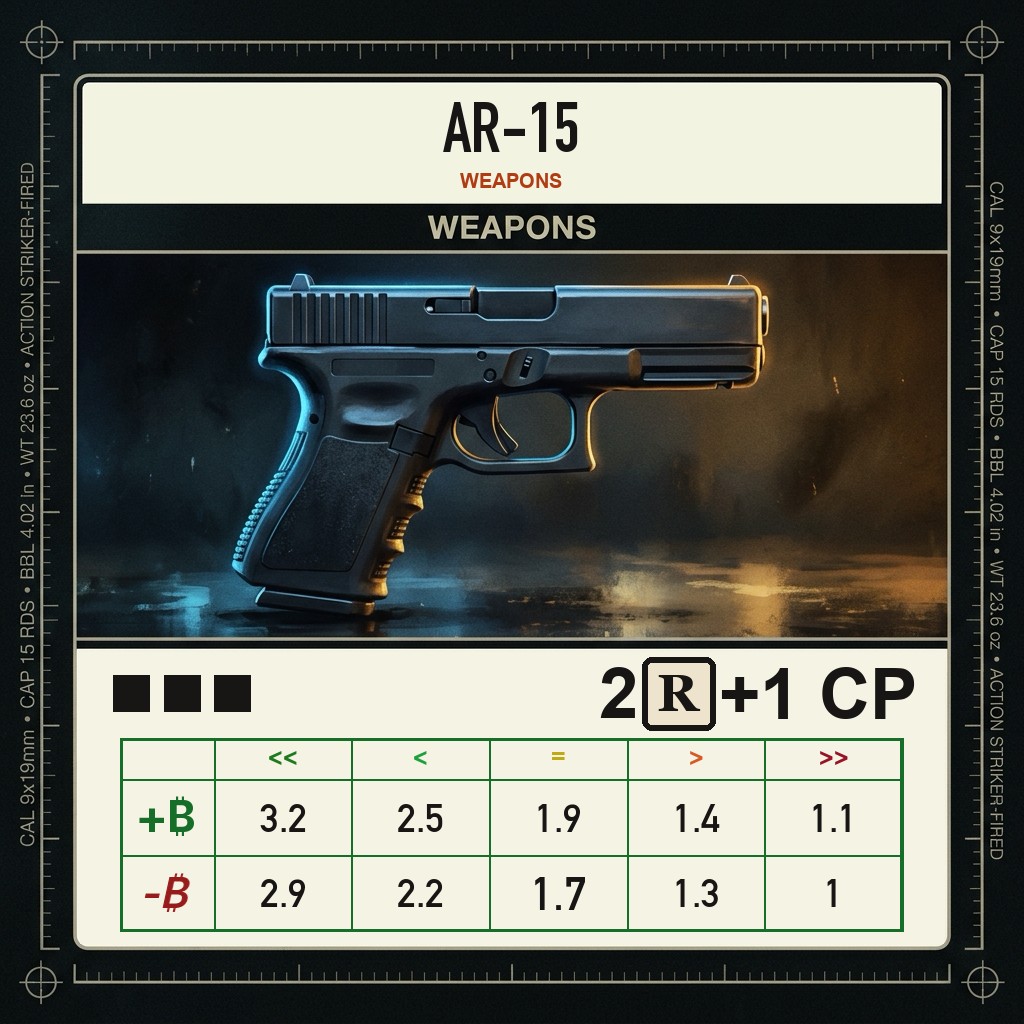 AR-15
WEAPONS
WEAPONS
CAL 9x19mm • CAP 15 RDS • BBL 4.02 in • WT 23.6 oz • ACTION STRIKER-FIRED
CAL 9x19mm • CAP 15 RDS • BBL 4.02 in • WT 23.6 oz • ACTION STRIKER-FIRED
2 R +1 CP
<< < = > >>
+₿ 3.2 2.5 1.9 1.4 1.1
-₿ 2.9 2.2 1.7 1.3 1